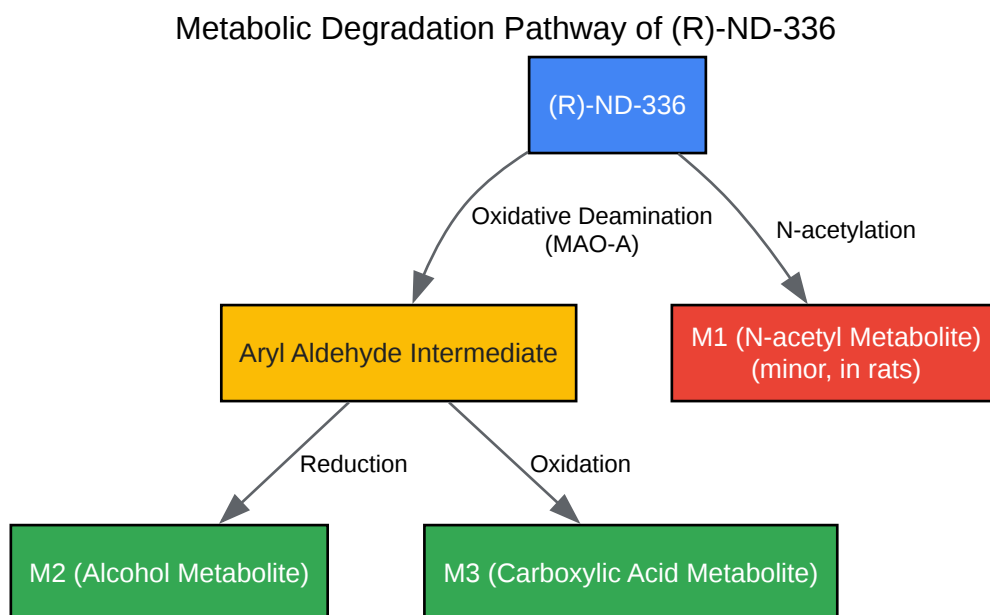 Metabolic Degradation Pathway of (R)-ND-336
(R)-ND-336
Oxidative Deamination
(MAO-A)
N-acetylation
Aryl Aldehyde Intermediate
M1 (N-acetyl Metabolite)
(minor, in rats)
Reduction
Oxidation
M2 (Alcohol Metabolite)
M3 (Carboxylic Acid Metabolite)